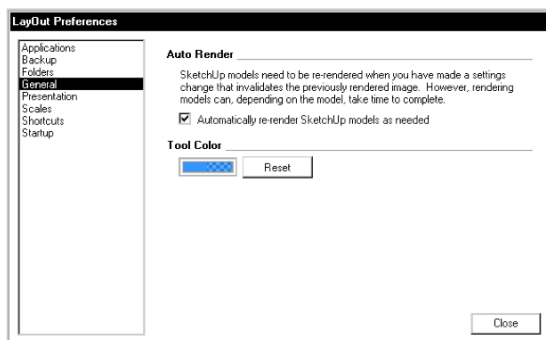 LayOut Preferences
Applications
Backup
Folders
General
Presentation
Scales
Shortcuts
Startup
Auto Render
SketchUp models need to be re-rendered when you have made a settings
change that invalidates the previously rendered image. However, rendering
models can, depending on the model, take time to complete.
Automatically re-render SketchUp models as needed
Tool Color
Reset
Close